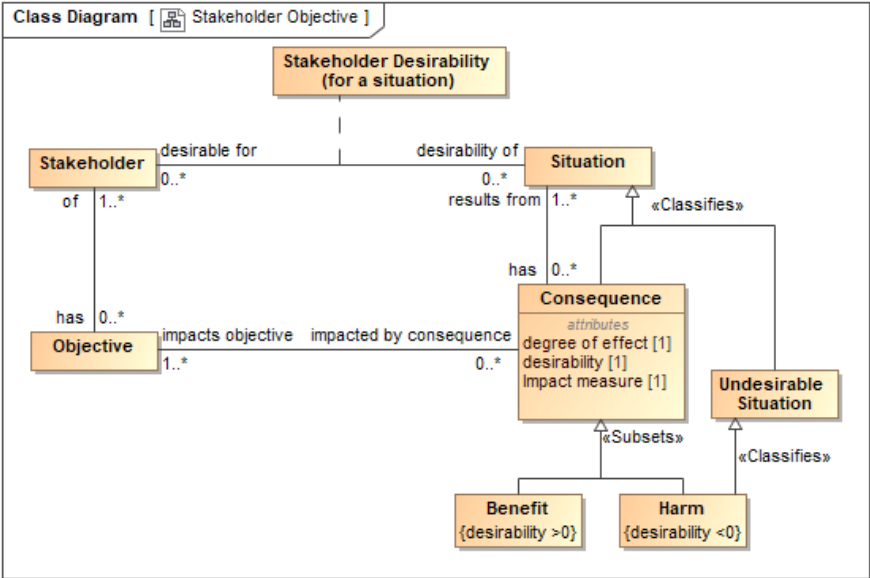 Class Diagram [ Stakeholder Objective ]
Stakeholder Desirability
(for a situation)
Stakeholder
desirable for
desirability of
Situation
0..*
0..*
of
1..*
results from
1..*
«Classifies»
has
0..*
has
0..*
Objective
impacts objective
impacted by consequence
1..*
0..*
Consequence
attributes
degree of effect [1]
desirability [1]
Impact measure [1]
Undesirable
Situation
«Subsets»
«Classifies»
Benefit
{desirability >0}
Harm
{desirability <0}